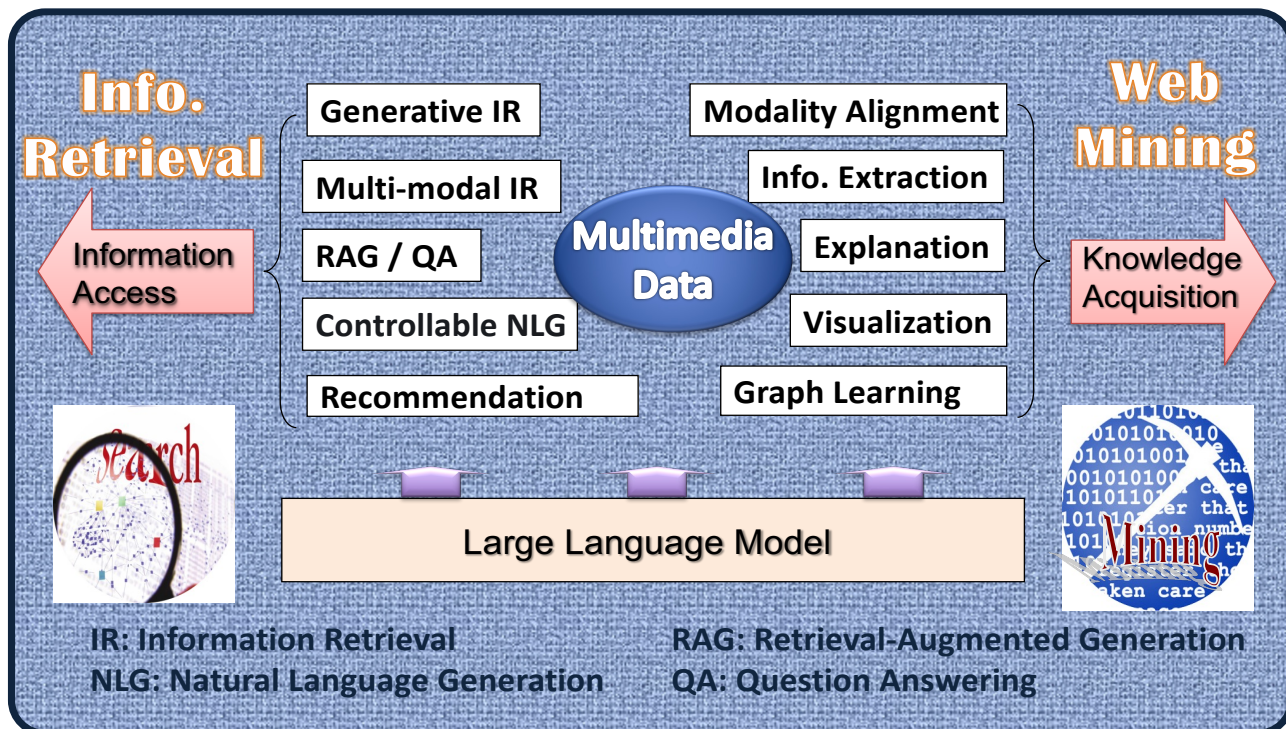 Info.
Retrieval
Web
Mining
Generative IR
Multi-modal IR
RAG / QA
Controllable NLG
Recommendation
Multimedia
Data
Modality Alignment
Info. Extraction
Explanation
Visualization
Graph Learning
Information
Access
Knowledge
Acquisition
search
Large Language Model
Mining
IR: Information Retrieval
RAG: Retrieval-Augmented Generation
NLG: Natural Language Generation
QA: Question Answering